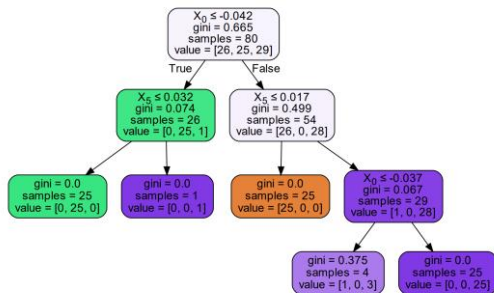 X₀ ≤ -0.042
gini = 0.665
samples = 80
value = [26, 25, 29]
True
False
X₅ ≤ 0.032
gini = 0.074
samples = 26
value = [0, 25, 1]
X₅ ≤ 0.017
gini = 0.499
samples = 54
value = [26, 0, 28]
gini = 0.0
samples = 25
value = [0, 25, 0]
gini = 0.0
samples = 1
value = [0, 0, 1]
gini = 0.0
samples = 25
value = [25, 0, 0]
X₀ ≤ -0.037
gini = 0.067
samples = 29
value = [1, 0, 28]
gini = 0.375
samples = 4
value = [1, 0, 3]
gini = 0.0
samples = 25
value = [0, 0, 25]